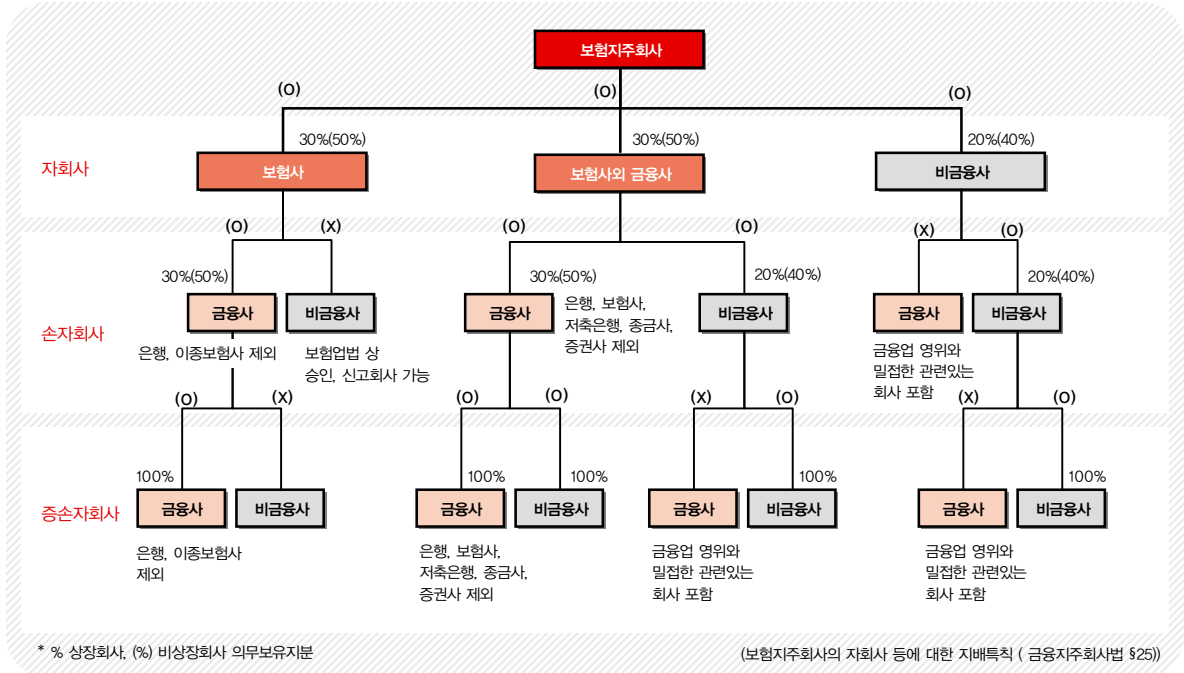 보험지주회사
(O) (O) (O)
30%(50%) 30%(50%) 20%(40%)
자회사 보험사 보험사외 금융사 비금융사
(O) (X) (O) (O) (X) (O)
30%(50%) 30%(50%) 20%(40%) 20%(40%)
손자회사 금융사 비금융사 금융사 비금융사 금융사 비금융사
은행, 보험사,
저축은행, 종금사,
증권사 제외
은행, 이종보험사 제외
보험업법 상
승인, 신고회사 가능
금융업 영위와
밀접한 관련있는
회사 포함
(O) (X) (O) (O) (X) (O) (X) (O)
100% 100% 100% 100% 100%
증손자회사 금융사 비금융사 금융사 비금융사 금융사 비금융사 금융사 비금융사
은행, 이종보험사
제외
은행, 보험사,
저축은행, 종금사,
증권사 제외
금융업 영위와
밀접한 관련있는
회사 포함
금융업 영위와
밀접한 관련있는
회사 포함
* % 상장회사, (%) 비상장회사 의무보유지분
(보험지주회사의 자회사 등에 대한 지배특칙 ( 금융지주회사법 §25))